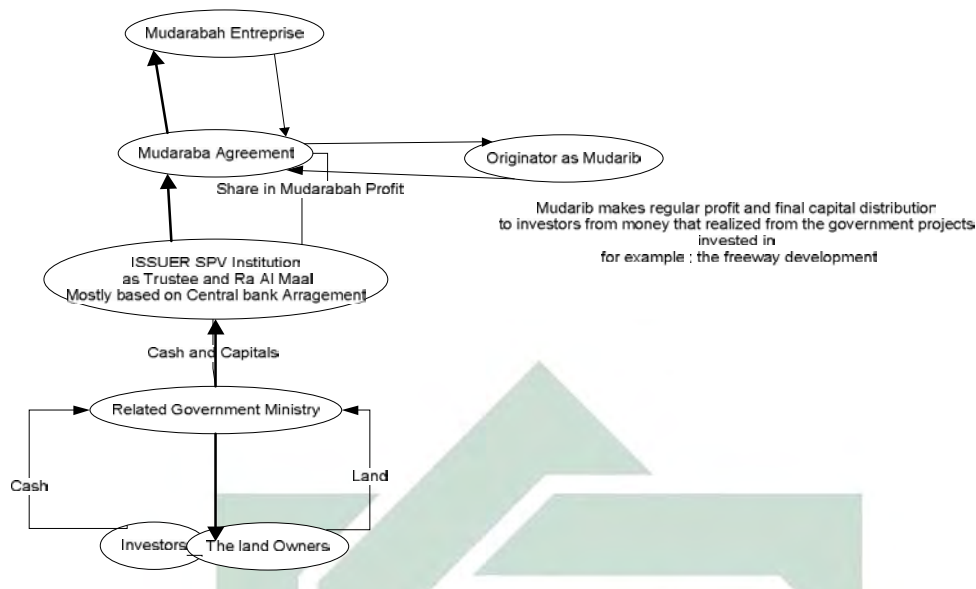 Mudarabah Entreprise
Mudaraba Agreement
Originator as Mudarib
Share in Mudarabah Profit
Mudarib makes regular profit and final capital distribution
to investors from money that realized from the government projects
invested in
for example : the freeway development
ISSUER SPV Institution
as Trustee and Ra Al Maal
Mostly based on Central bank Arragement
Cash and Capitals
Related Government Ministry
Cash
Land
Investors
The land Owners